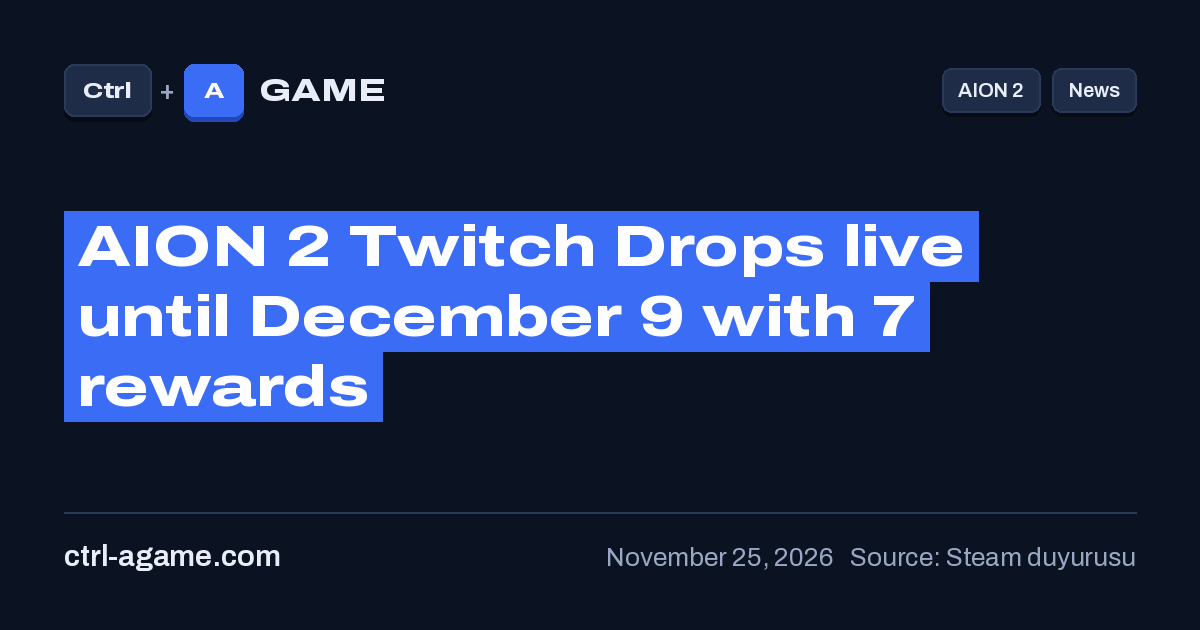 Ctrl + A GAME
AION 2 News
AION 2 Twitch Drops live
until December 9 with 7
rewards
ctrl-agame.com
November 25, 2026 Source: Steam duyurusu